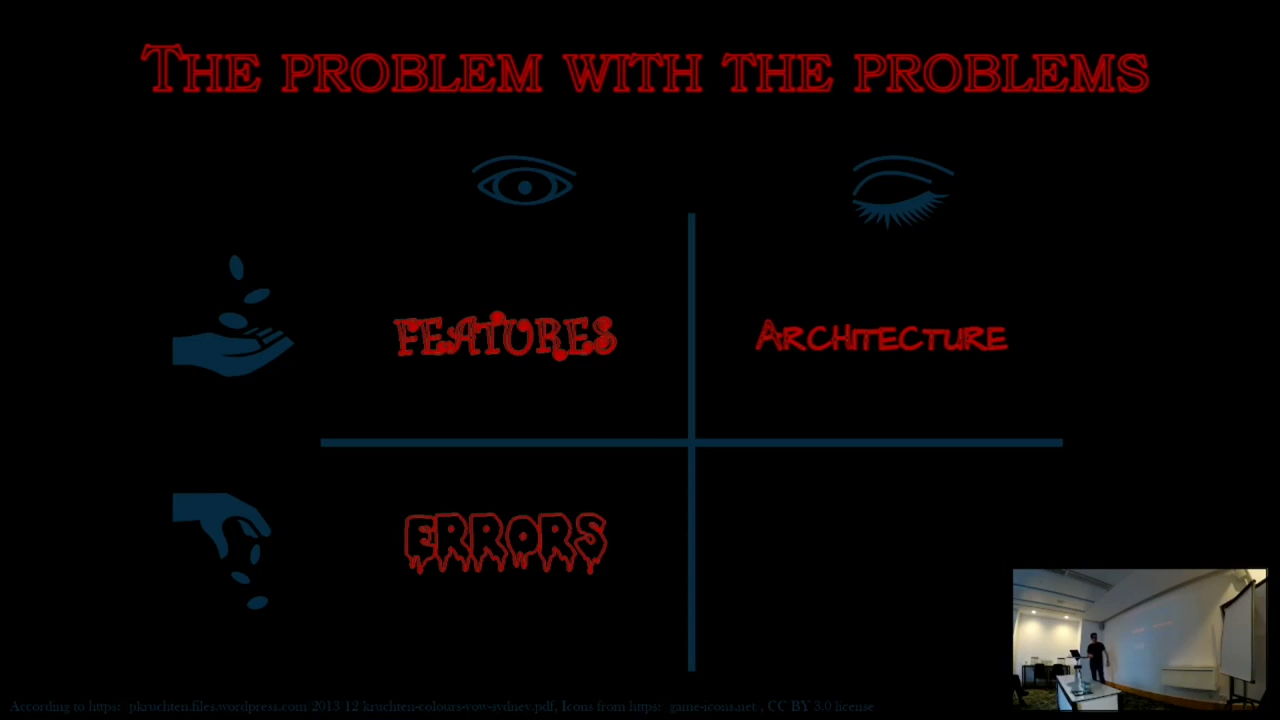 The problem with the problems
Features
Architecture
Errors
According to https: pkruchten.files.wordpress.com 2013 12 kruchten-colours-vow-sydney.pdf, Icons from https: game-icons.net , CC BY 3.0 license